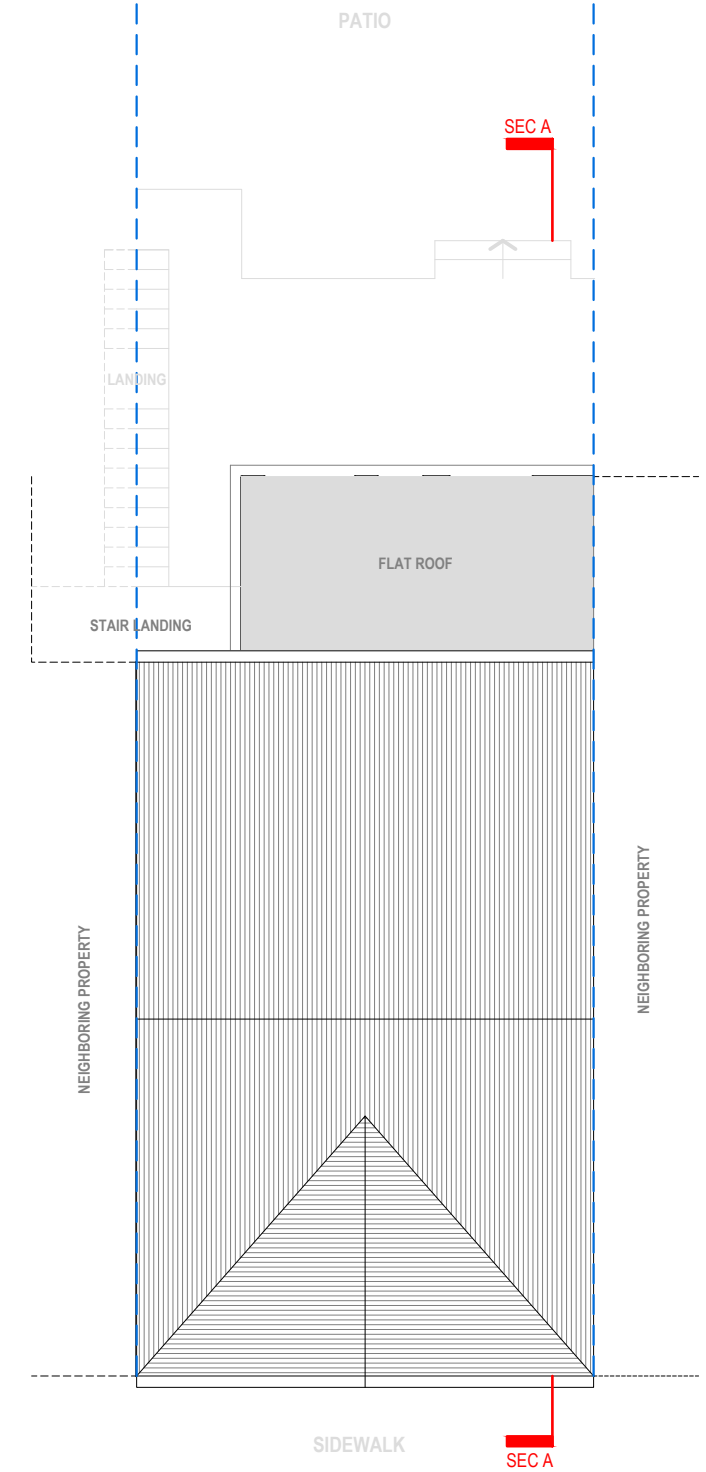 PATIO
SEC A
LANDING
FLAT ROOF
STAIR LANDING
NEIGHBORING PROPERTY
NEIGHBORING PROPERTY
SIDEWALK
SEC A